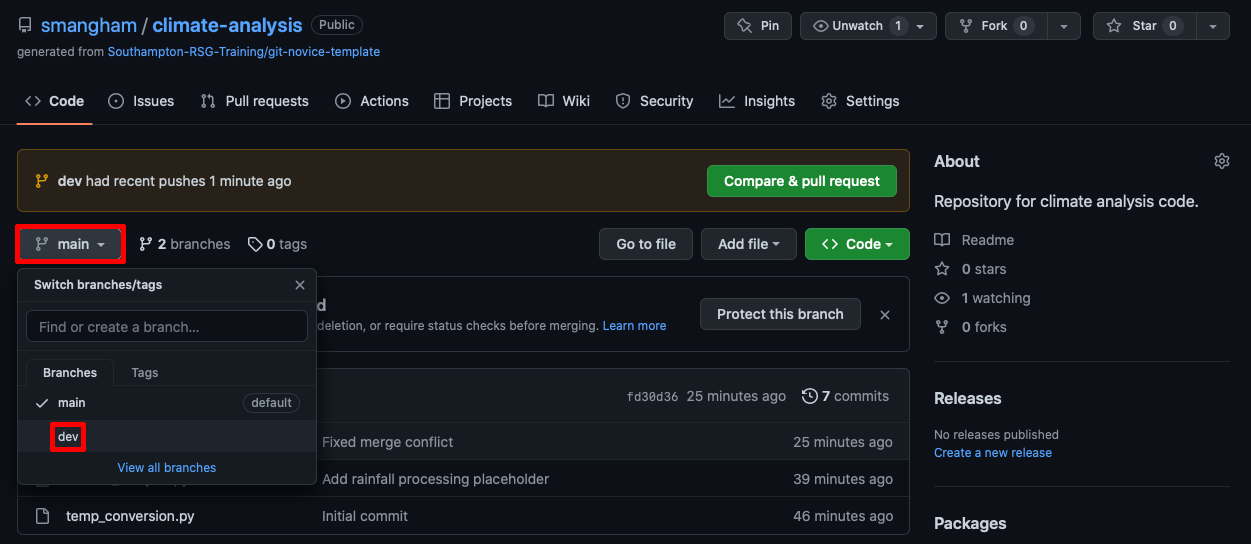 smangham / climate-analysis Public
Pin Unwatch 1 Fork 0 Star 0
generated from Southampton-RSG-Training/git-novice-template
Code Issues Pull requests Actions Projects Wiki Security Insights Settings
dev had recent pushes 1 minute ago Compare & pull request
main 2 branches 0 tags Go to file Add file Code
Switch branches/tags
Find or create a branch...
Branches Tags
main default
dev
View all branches
d
deletion, or require status checks before merging. Learn more Protect this branch
fd30d36 25 minutes ago 7 commits
Fixed merge conflict 25 minutes ago
Add rainfall processing placeholder 39 minutes ago
temp_conversion.py Initial commit 46 minutes ago
About
Repository for climate analysis code.
Readme
0 stars
1 watching
0 forks
Releases
No releases published
Create a new release
Packages